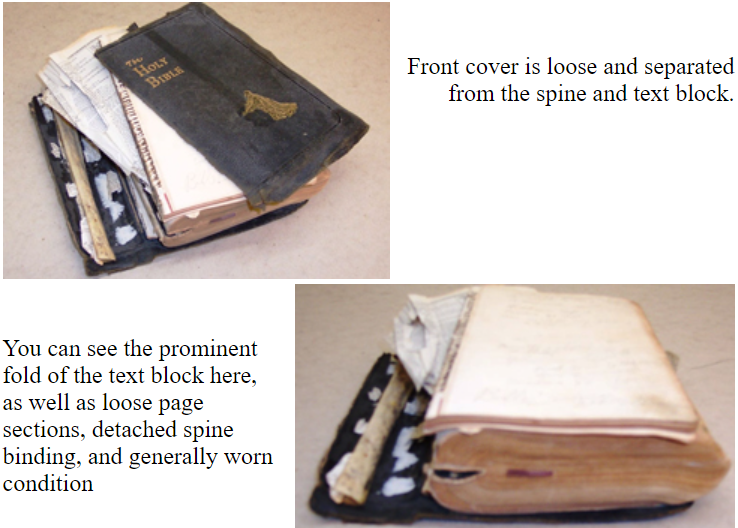 The
HOLY
BIBLE
Front cover is loose and separated
from the spine and text block.
You can see the prominent
fold of the text block here,
as well as loose page
sections, detached spine
binding, and generally worn
condition